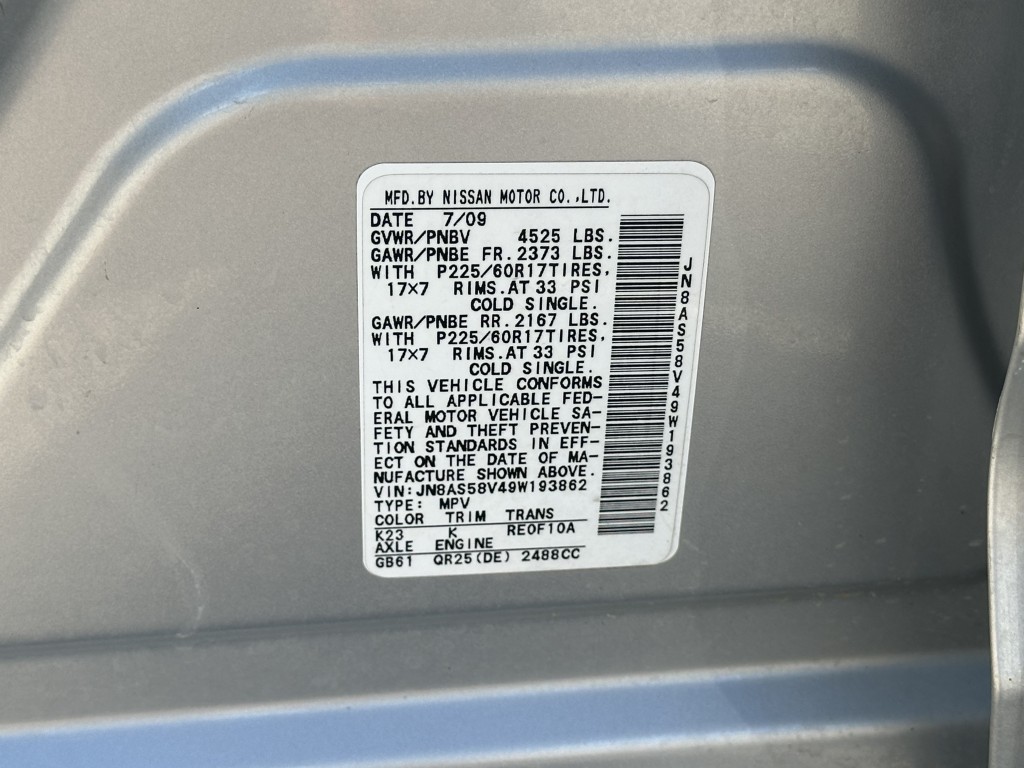 MFD.BY NISSAN MOTOR CO.,LTD.
DATE 7/09
GVWR/PNBV 4525 LBS.
GAWR/PNBE FR.2373 LBS.
WITH P225/60R17TIRES,
17×7 RIMS.AT 33 PSI
COLD SINGLE.
GAWR/PNBE RR.2167 LBS.
WITH P225/60R17TIRES,
17×7 RIMS.AT 33 PSI
COLD SINGLE.
THIS VEHICLE CONFORMS
TO ALL APPLICABLE FED-
ERAL MOTOR VEHICLE SA-
FETY AND THEFT PREVEN-
TION STANDARDS IN EFF-
ECT ON THE DATE OF MA-
NUFACTURE SHOWN ABOVE.
VIN:JN8AS58V49W193862
TYPE: MPV
COLOR TRIM TRANS
K23 K RE0F10A
AXLE ENGINE
GB61 QR25(DE) 2488CC
JN8AS58V49W193862